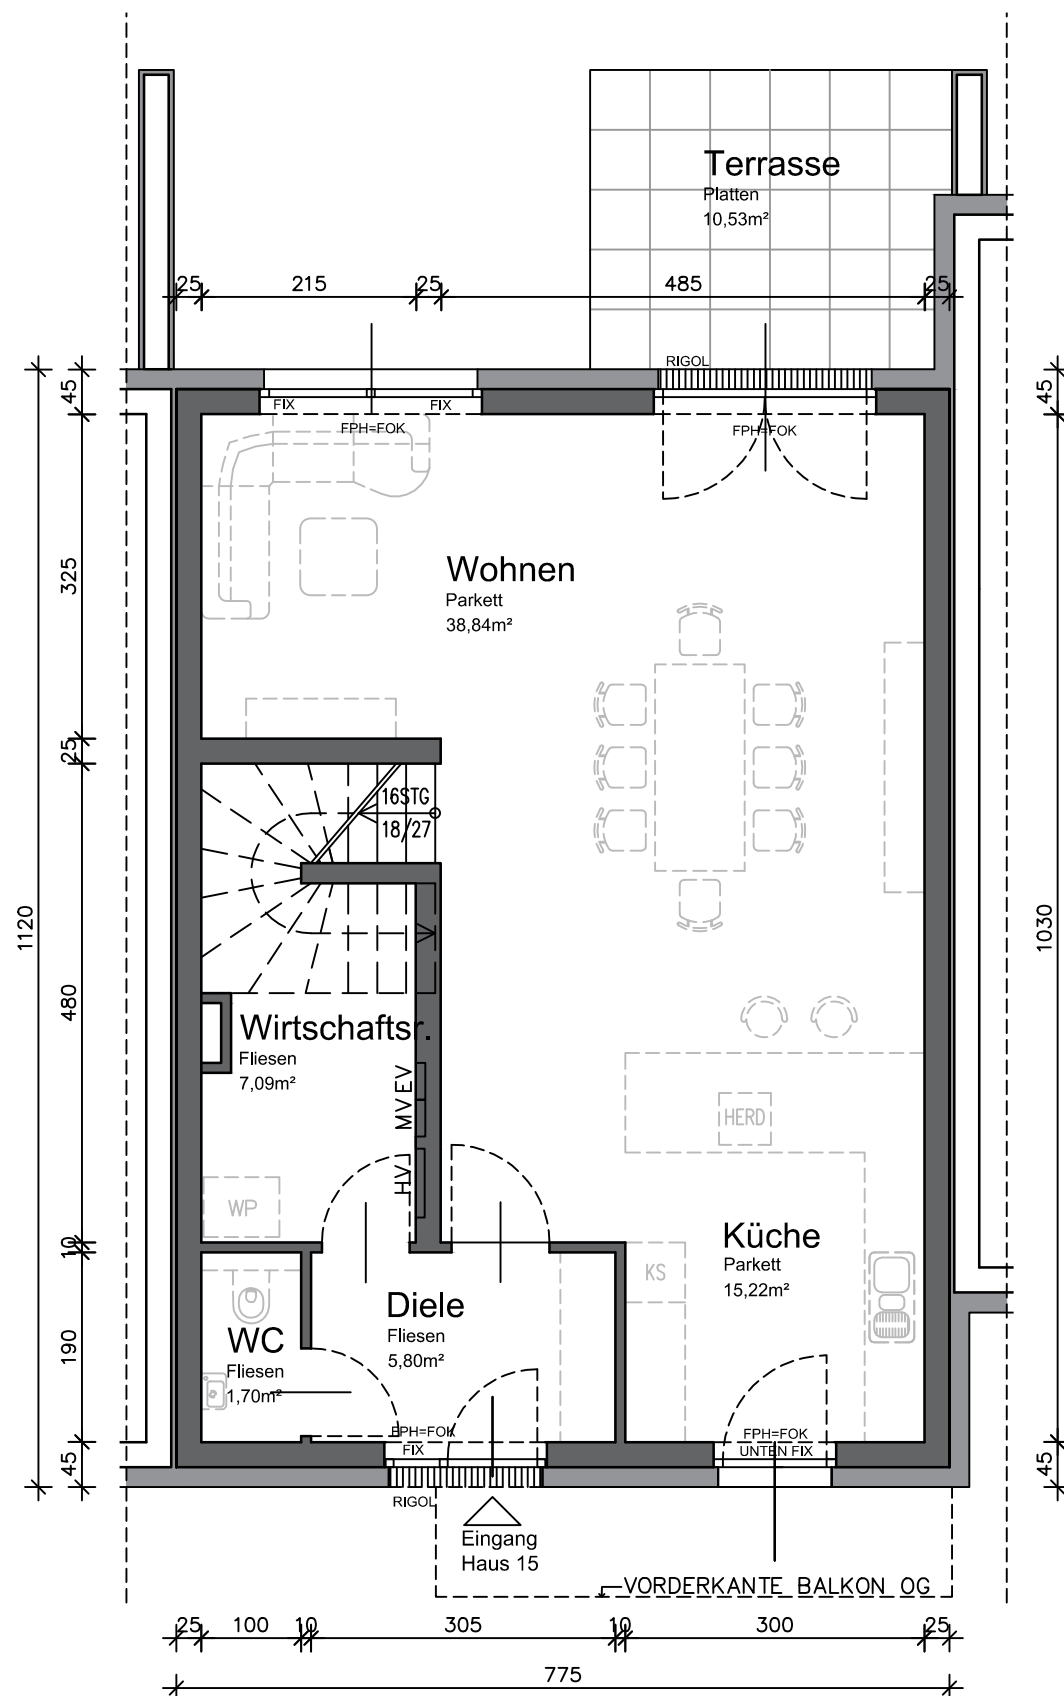 Terrasse
Platten
10,53m²
25
215
25
485
25
RIGOL
45
45
FIX
FIX
FPH=FOK
FPH=FOK
325
Wohnen
Parkett
38,84m²
25
16STG
18/27
1120
1030
480
Wirtschaftsr.
Fliesen
7,09m²
MV EV
HV
HERD
WP
Küche
Parkett
15,22m²
KS
10
Diele
Fliesen
5,80m²
WC
Fliesen
1,70m²
190
FPH=FOK
FIX
FPH=FOK
UNTEN FIX
45
45
RIGOL
Eingang
Haus 15
VORDERKANTE BALKON OG
25
100
10
305
10
300
25
775